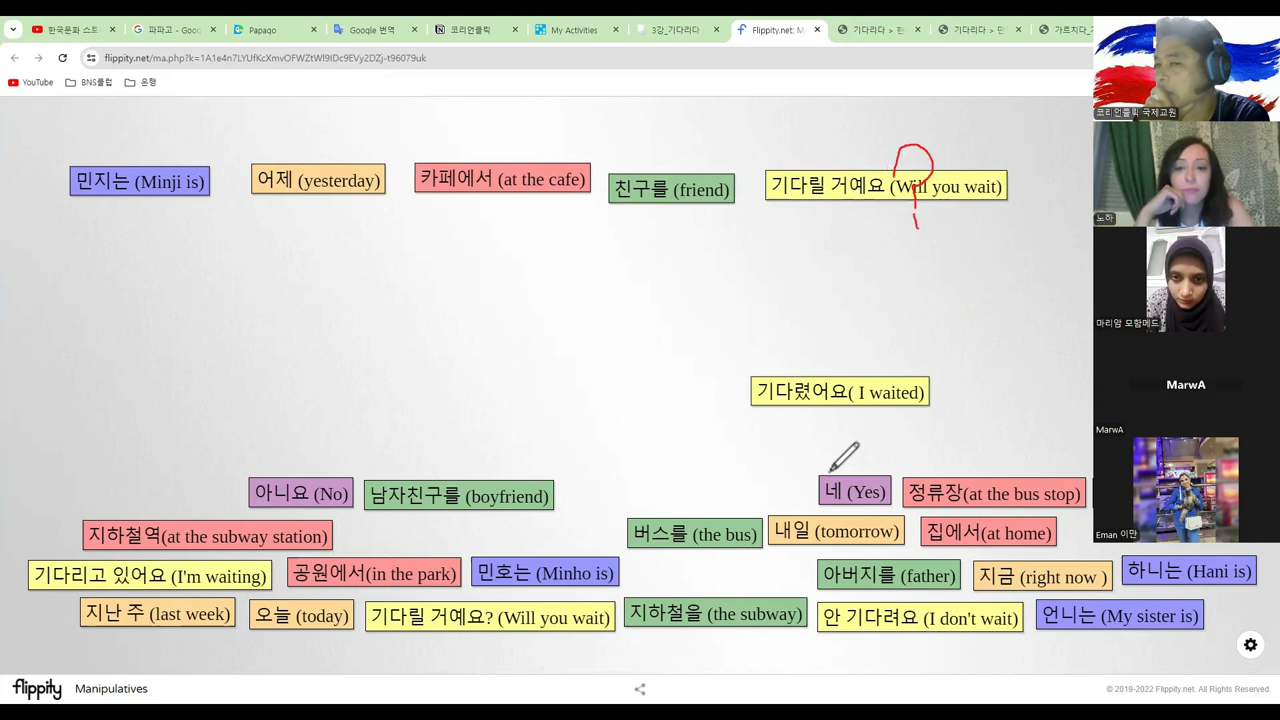 한국문화 스트
파파고 - Goo
Papago
Google 번역
코리언클릭
My Activities
3강_기다리다
Flippity.net: M
기다리다 > 한
기다리다 > 민
가르치다_
flippity.net/ma.php?k=1A1e4n7LYUfKcXmvOFWZtWl9IDc9EVy2DZj-t96079uk
YouTube
BNS클럽
은행
코리언클릭 국제교원
민지는 (Minji is)
어제 (yesterday)
카페에서 (at the cafe)
친구를 (friend)
기다릴 거예요 (Will you wait)
?
노하
마리암 모함메드
MarwA
MarwA
기다렸어요( I waited)
아니요 (No)
남자친구를 (boyfriend)
네 (Yes)
정류장(at the bus stop)
지하철역(at the subway station)
버스를 (the bus)
내일 (tomorrow)
집에서(at home)
Eman 이만
기다리고 있어요 (I'm waiting)
공원에서(in the park)
민호는 (Minho is)
아버지를 (father)
지금 (right now )
하니는 (Hani is)
지난 주 (last week)
오늘 (today)
기다릴 거예요? (Will you wait)
지하철을 (the subway)
안 기다려요 (I don't wait)
언니는 (My sister is)
flippity
Manipulatives
© 2019-2022 Flippity.net. All Rights Reserved.